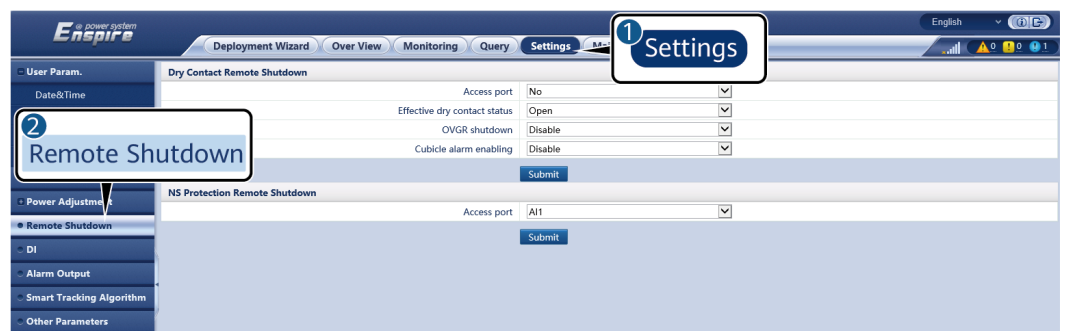 e power system
Enspire
English
Deployment Wizard Over View Monitoring Query Settings
1 Settings
0 0 1
User Param.
Dry Contact Remote Shutdown
Date&Time
Access port No
Effective dry contact status Open
OVGR shutdown Disable
Cubicle alarm enabling Disable
2
Remote Shutdown
Submit
NS Protection Remote Shutdown
Power Adjustment
Access port AI1
Remote Shutdown
Submit
DI
Alarm Output
Smart Tracking Algorithm
Other Parameters